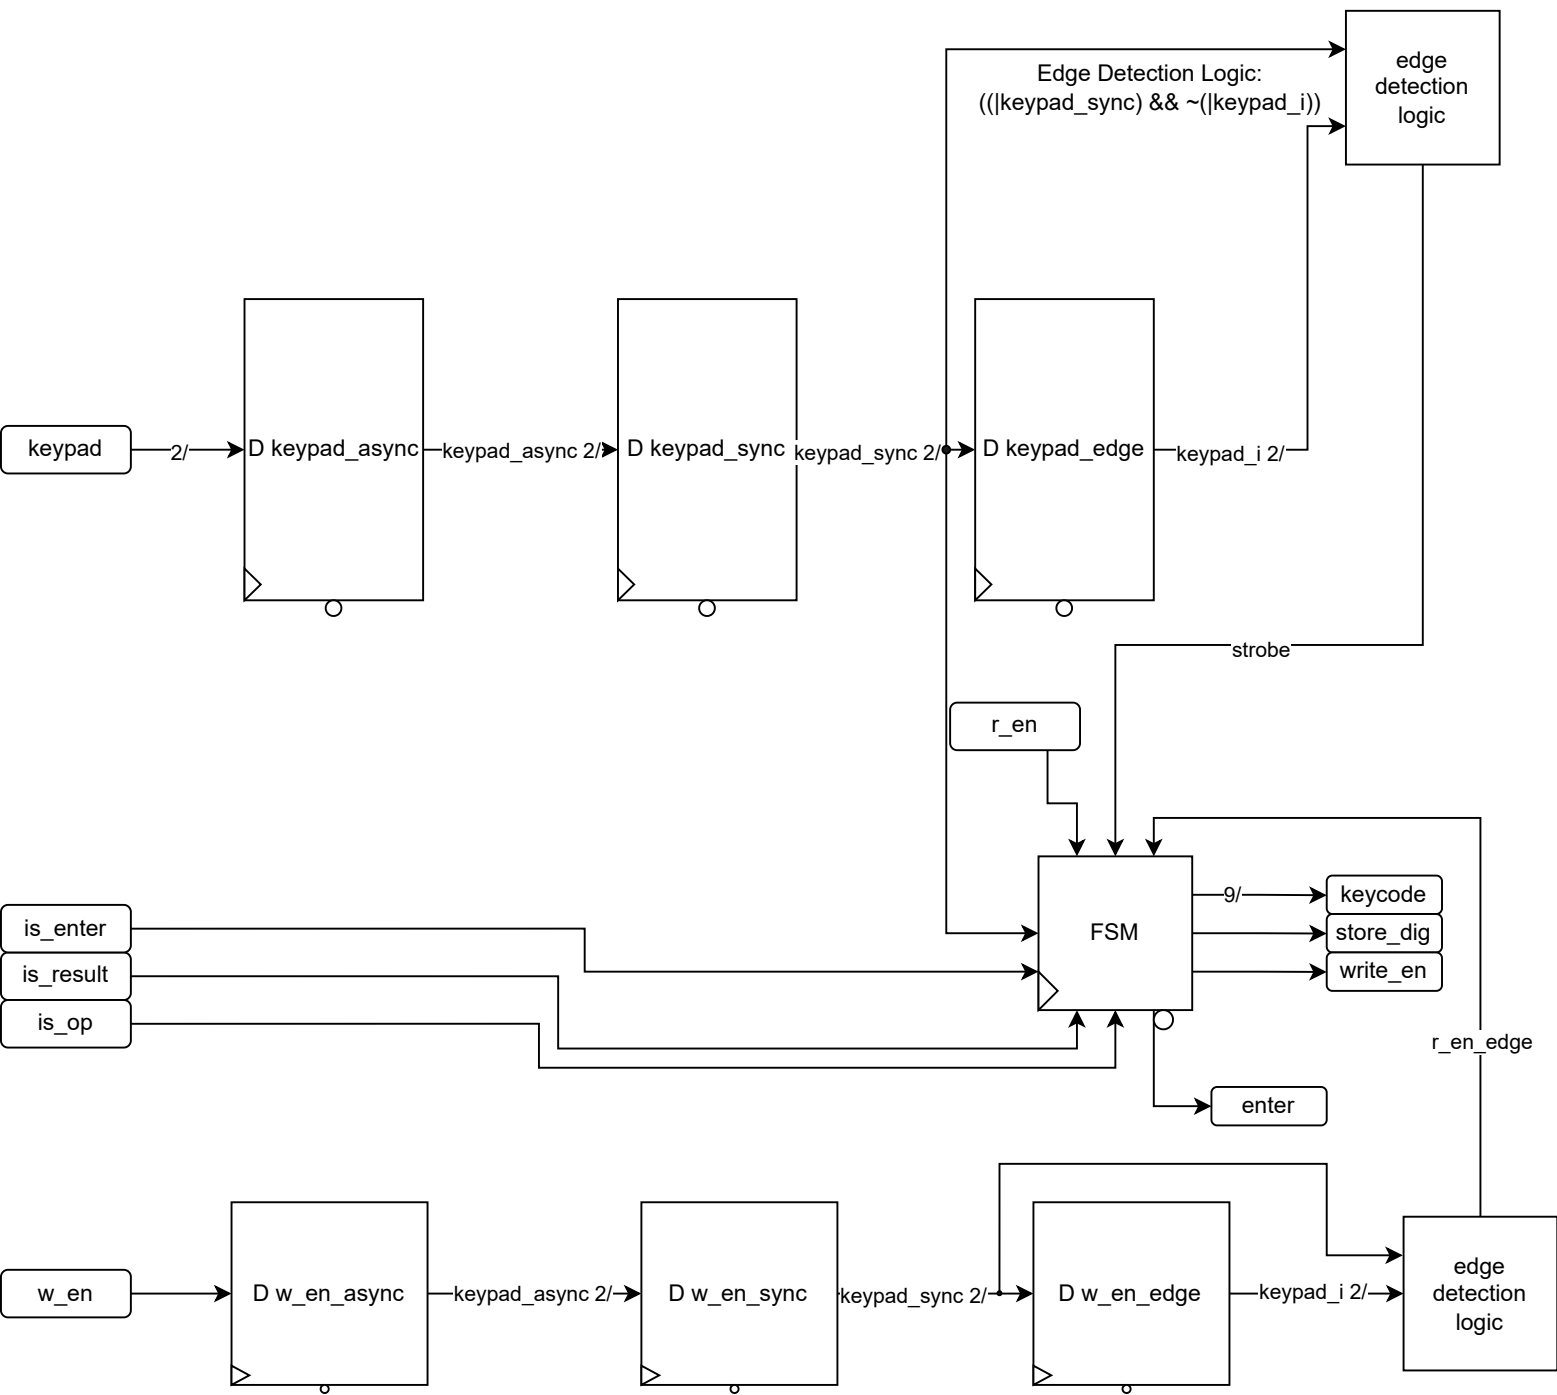 edge
detection
logic
Edge Detection Logic:
((|keypad_sync) && ~(|keypad_i))
keypad
2/
D keypad_async
keypad_async 2/
D keypad_sync
keypad_sync 2/
D keypad_edge
keypad_i 2/
strobe
r_en
is_enter
is_result
is_op
FSM
9/
keycode
store_dig
write_en
r_en_edge
enter
w_en
D w_en_async
keypad_async 2/
D w_en_sync
keypad_sync 2/
D w_en_edge
keypad_i 2/
edge
detection
logic